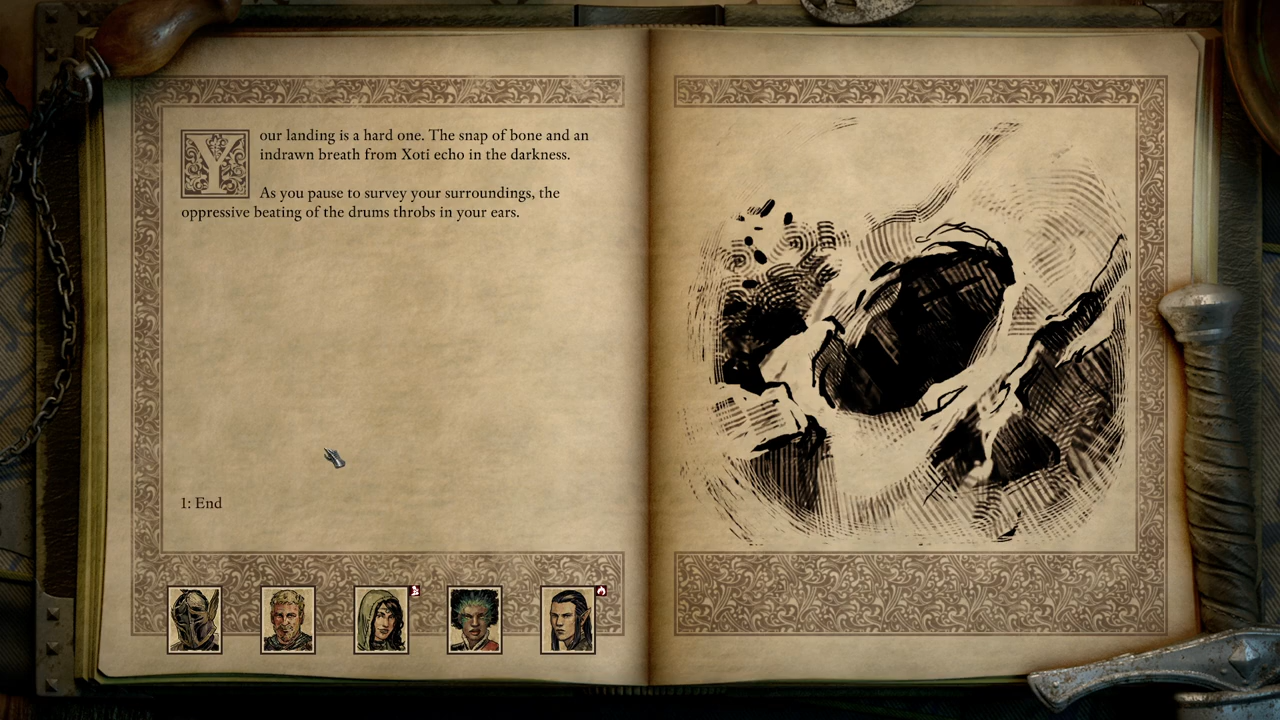 Your landing is a hard one. The snap of bone and an
indrawn breath from Xoti echo in the darkness.
As you pause to survey your surroundings, the
oppressive beating of the drums throbs in your ears.
1: End